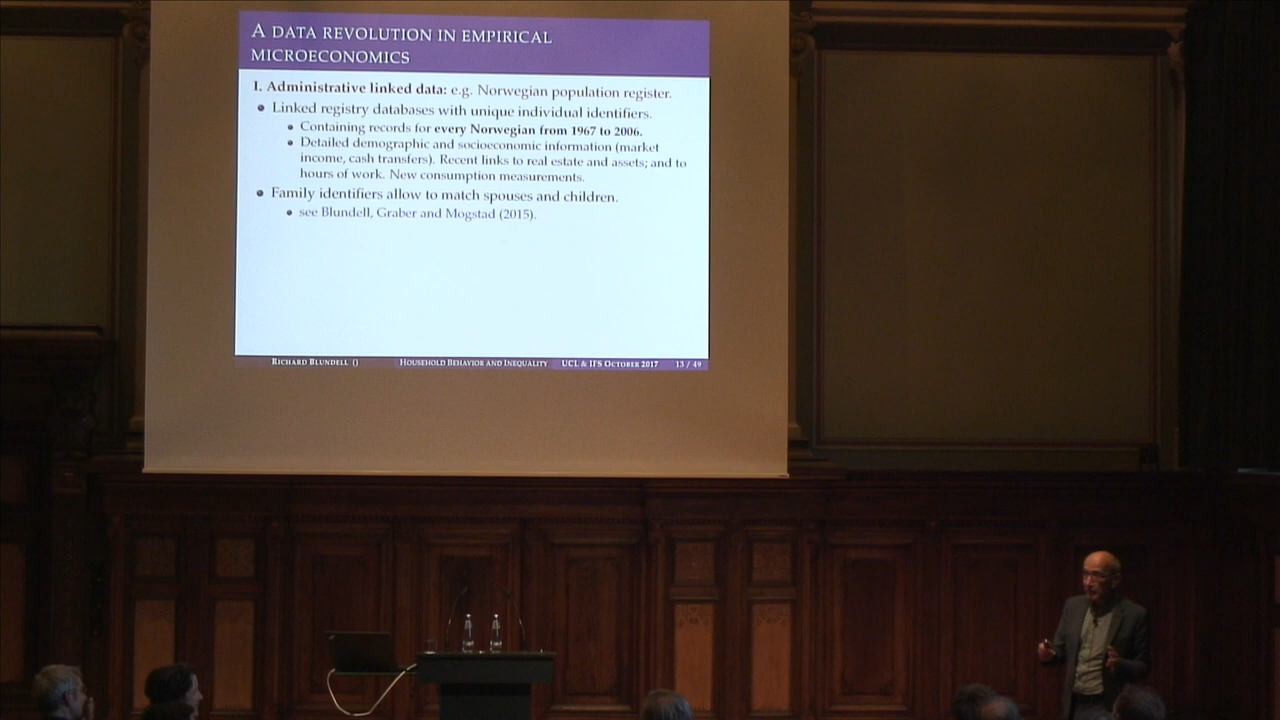 A DATA REVOLUTION IN EMPIRICAL
MICROECONOMICS
I. Administrative linked data: e.g. Norwegian population register.
Linked registry databases with unique individual identifiers.
Containing records for every Norwegian from 1967 to 2006.
Detailed demographic and socioeconomic information (market
income, cash transfers). Recent links to real estate and assets; and to
hours of work. New consumption measurements.
Family identifiers allow to match spouses and children.
see Blundell, Graber and Mogstad (2015).
RICHARD BLUNDELL () HOUSEHOLD BEHAVIOR AND INEQUALITY UCL & IFS OCTOBER 2017 13 / 49